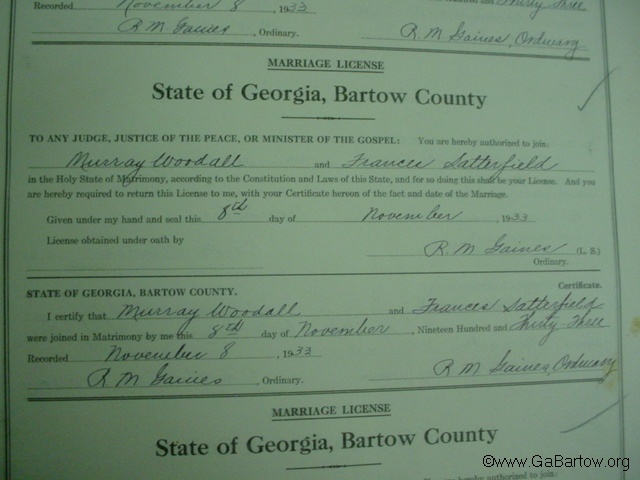 Recorded November 8, 1933
R. M. Gaines, Ordinary. R. M. Gaines, Ordinary
MARRIAGE LICENSE
State of Georgia, Bartow County
TO ANY JUDGE, JUSTICE OF THE PEACE, OR MINISTER OF THE GOSPEL: You are hereby authorized to join:
Murray Woodall and Frances Satterfield
in the Holy State of Matrimony, according to the Constitution and Laws of this State, and for so doing this shall be your License. And you
are hereby required to return this License to me, with your Certificate hereon of the fact and date of the Marriage.
Given under my hand and seal this 8th day of November, 1933
License obtained under oath by R M Gaines (L. S.)
Ordinary.
STATE OF GEORGIA, BARTOW COUNTY. Certificate.
I certify that Murray Woodall and Frances Satterfield
were joined in Matrimony by me this 8th day of November, Nineteen Hundred and Thirty Three
Recorded November 8, 1933
R M Gaines, Ordinary. R. M. Gaines, Ordinary
MARRIAGE LICENSE
State of Georgia, Bartow County
hereby authorized to join:
©www.GaBartow.org